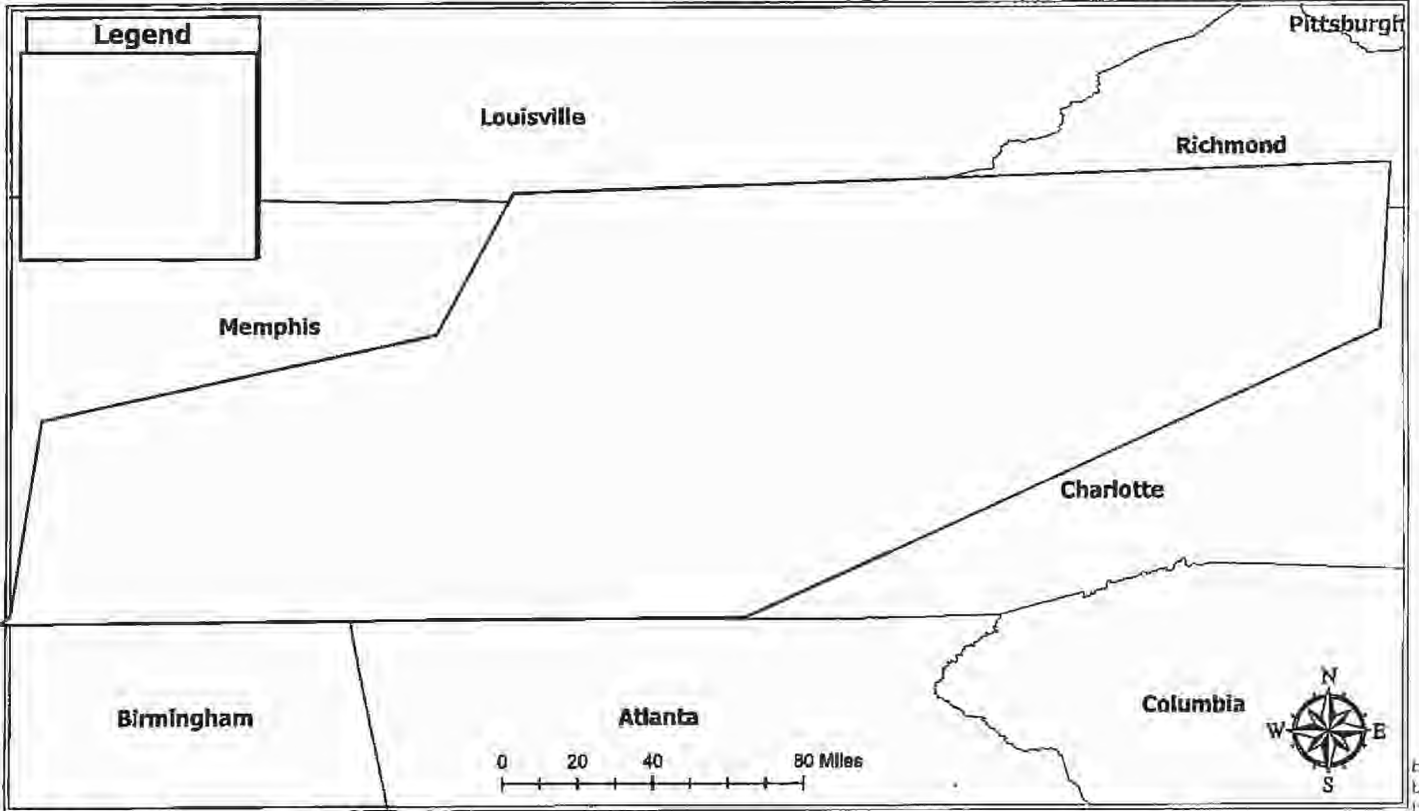 Legend
Pittsburgh
Louisville
Richmond
Memphis
Charlotte
Birmingham
Atlanta
Columbia
0 20 40 80 Miles
N
W E
S